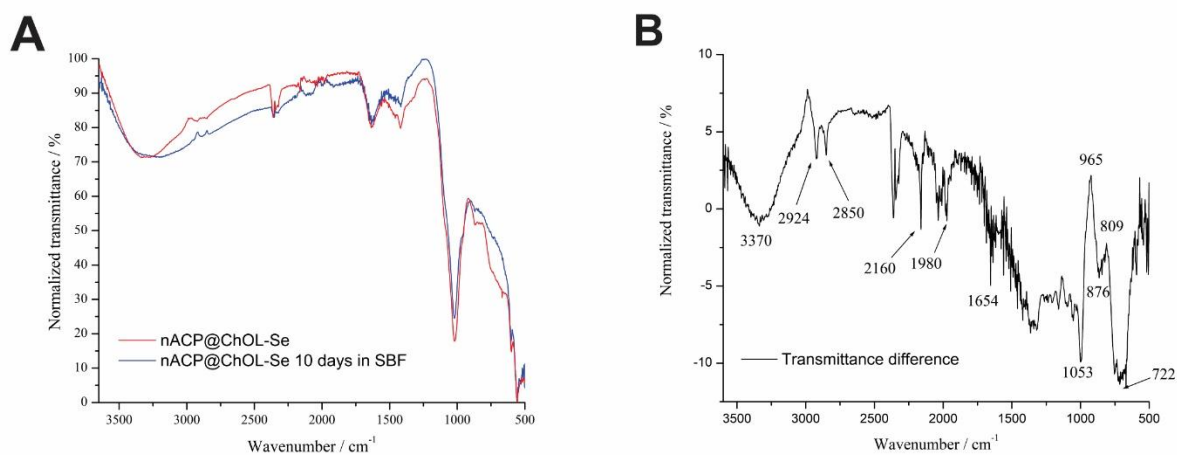 A
Normalized transmittance / %
100
90
80
70
60
50
40
30
20
10
0
nACP@ChOL-Se
nACP@ChOL-Se 10 days in SBF
3500 3000 2500 2000 1500 1000 500
Wavenumber / cm⁻¹
B
Normalized transmittance / %
10
5
0
-5
-10
3370
2924
2850
2160
1980
1654
965
809
876
1053
722
Transmittance difference
3600 3000 2500 2000 1500 1000 500
Wavenumber / cm⁻¹